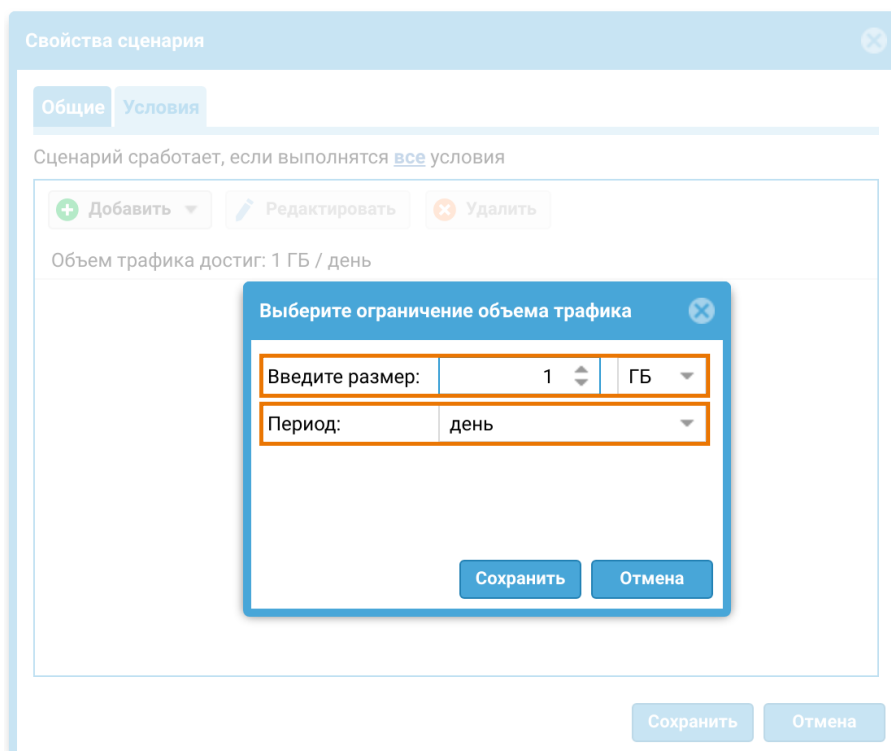 Свойства сценария
Общие Условия
Сценарий сработает, если выполнятся все условия
Добавить Редактировать Удалить
Объем трафика достиг: 1 ГБ / день
Выберите ограничение объема трафика
Введите размер: 1 ГБ
Период: день
Сохранить Отмена
Сохранить Отмена